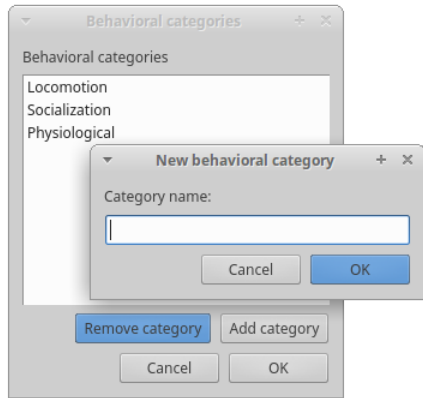 Behavioral categories
Behavioral categories
Locomotion
Socialization
Physiological
New behavioral category
Category name:
Cancel OK
Remove category Add category
Cancel OK